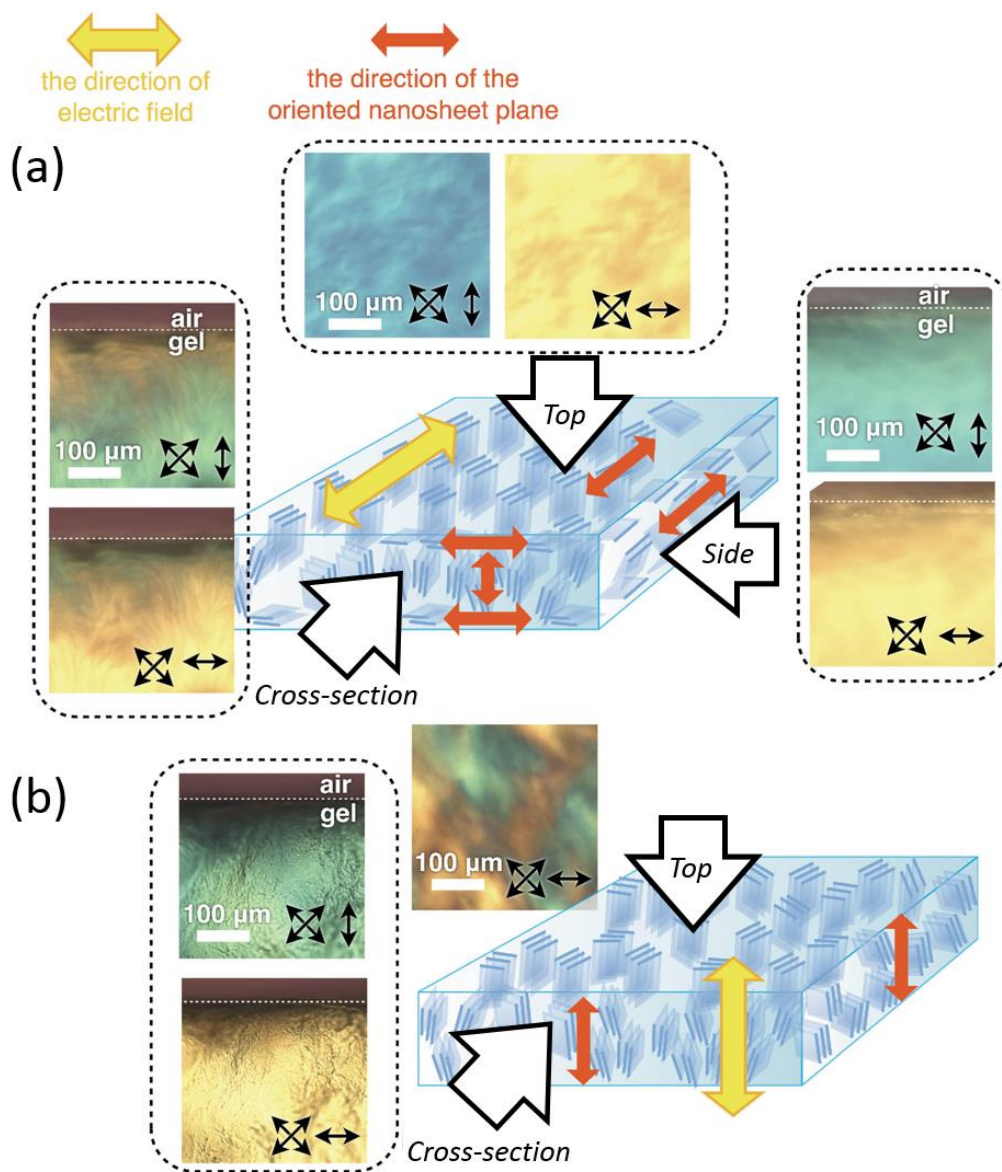 the direction of
electric field
the direction of the
oriented nanosheet plane
(a)
100 µm
Top
air
gel
100 µm
air
gel
100 µm
Side
Cross-section
(b)
air
gel
100 µm
100 µm
Top
Cross-section